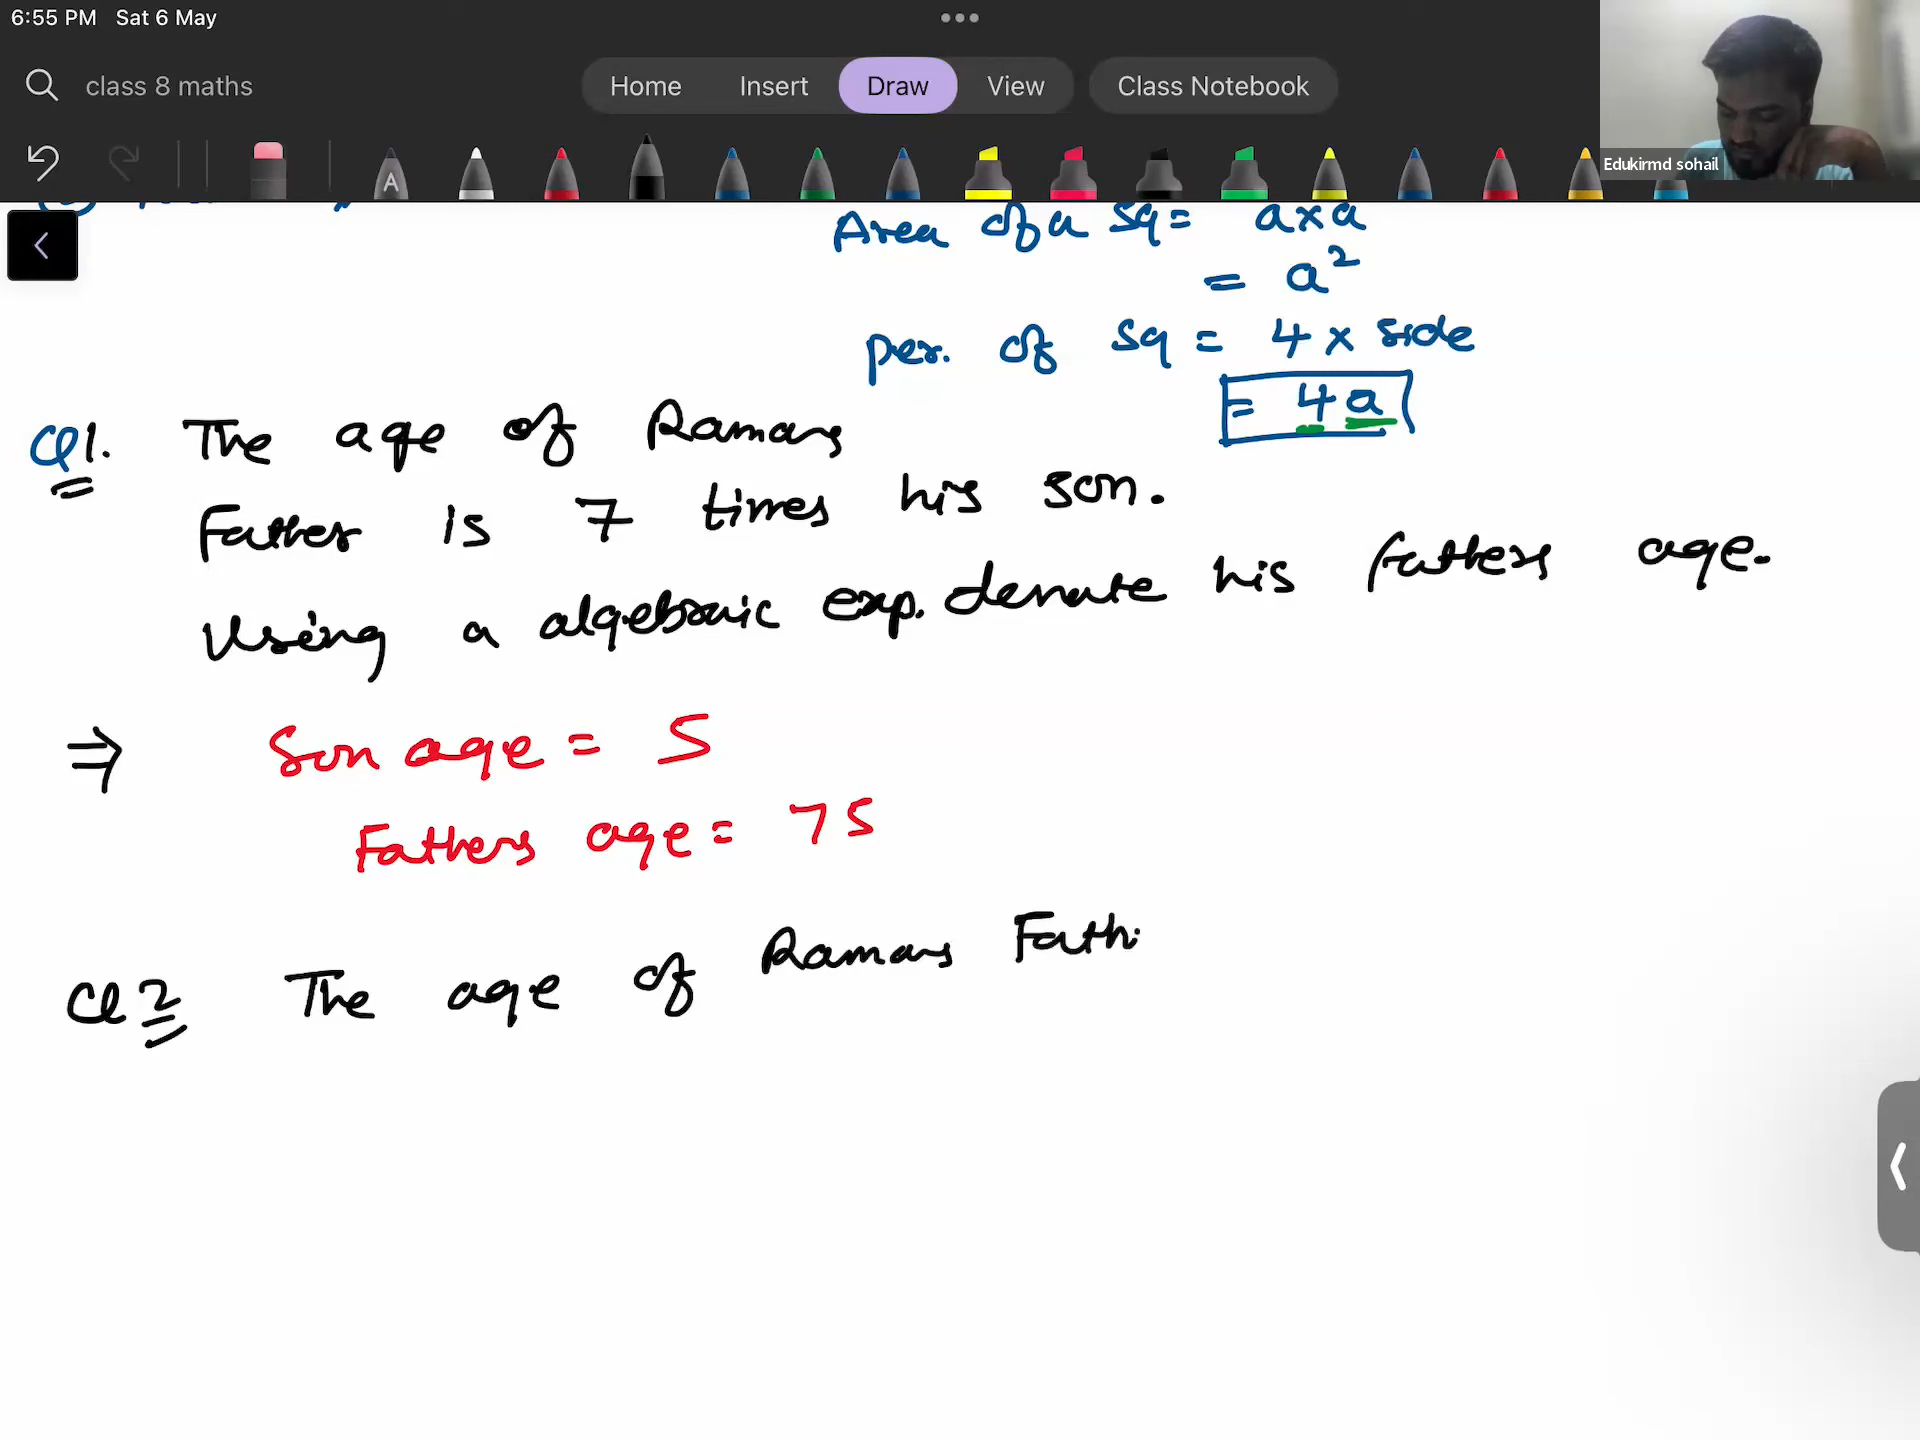 6:55 PM Sat 6 May
class 8 maths
Home Insert Draw View Class Notebook
A
Edukirmd sohail
Area of a sq = a×a
= a²
per. of sq = 4 × side
= 4a
Q1. The age of Ramans
Father is 7 times his son.
Using a algebraic exp. denote his fathers age.
⇒ Son age = S
Fathers age = 7S
Q2 The age of Ramans Fath